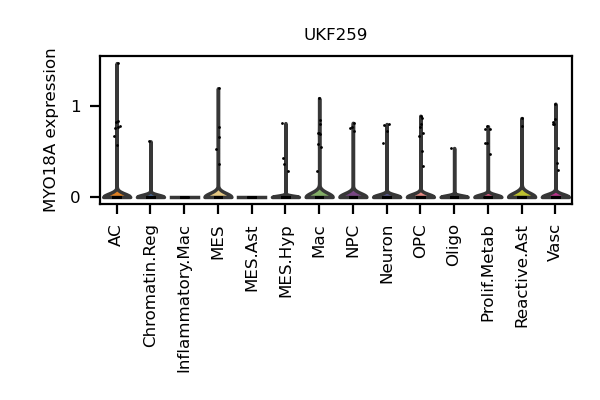 UKF259
MYO18A expression
1
0
AC
Chromatin.Reg
Inflammatory.Mac
MES
MES.Ast
MES.Hyp
Mac
NPC
Neuron
OPC
Oligo
Prolif.Metab
Reactive.Ast
Vasc